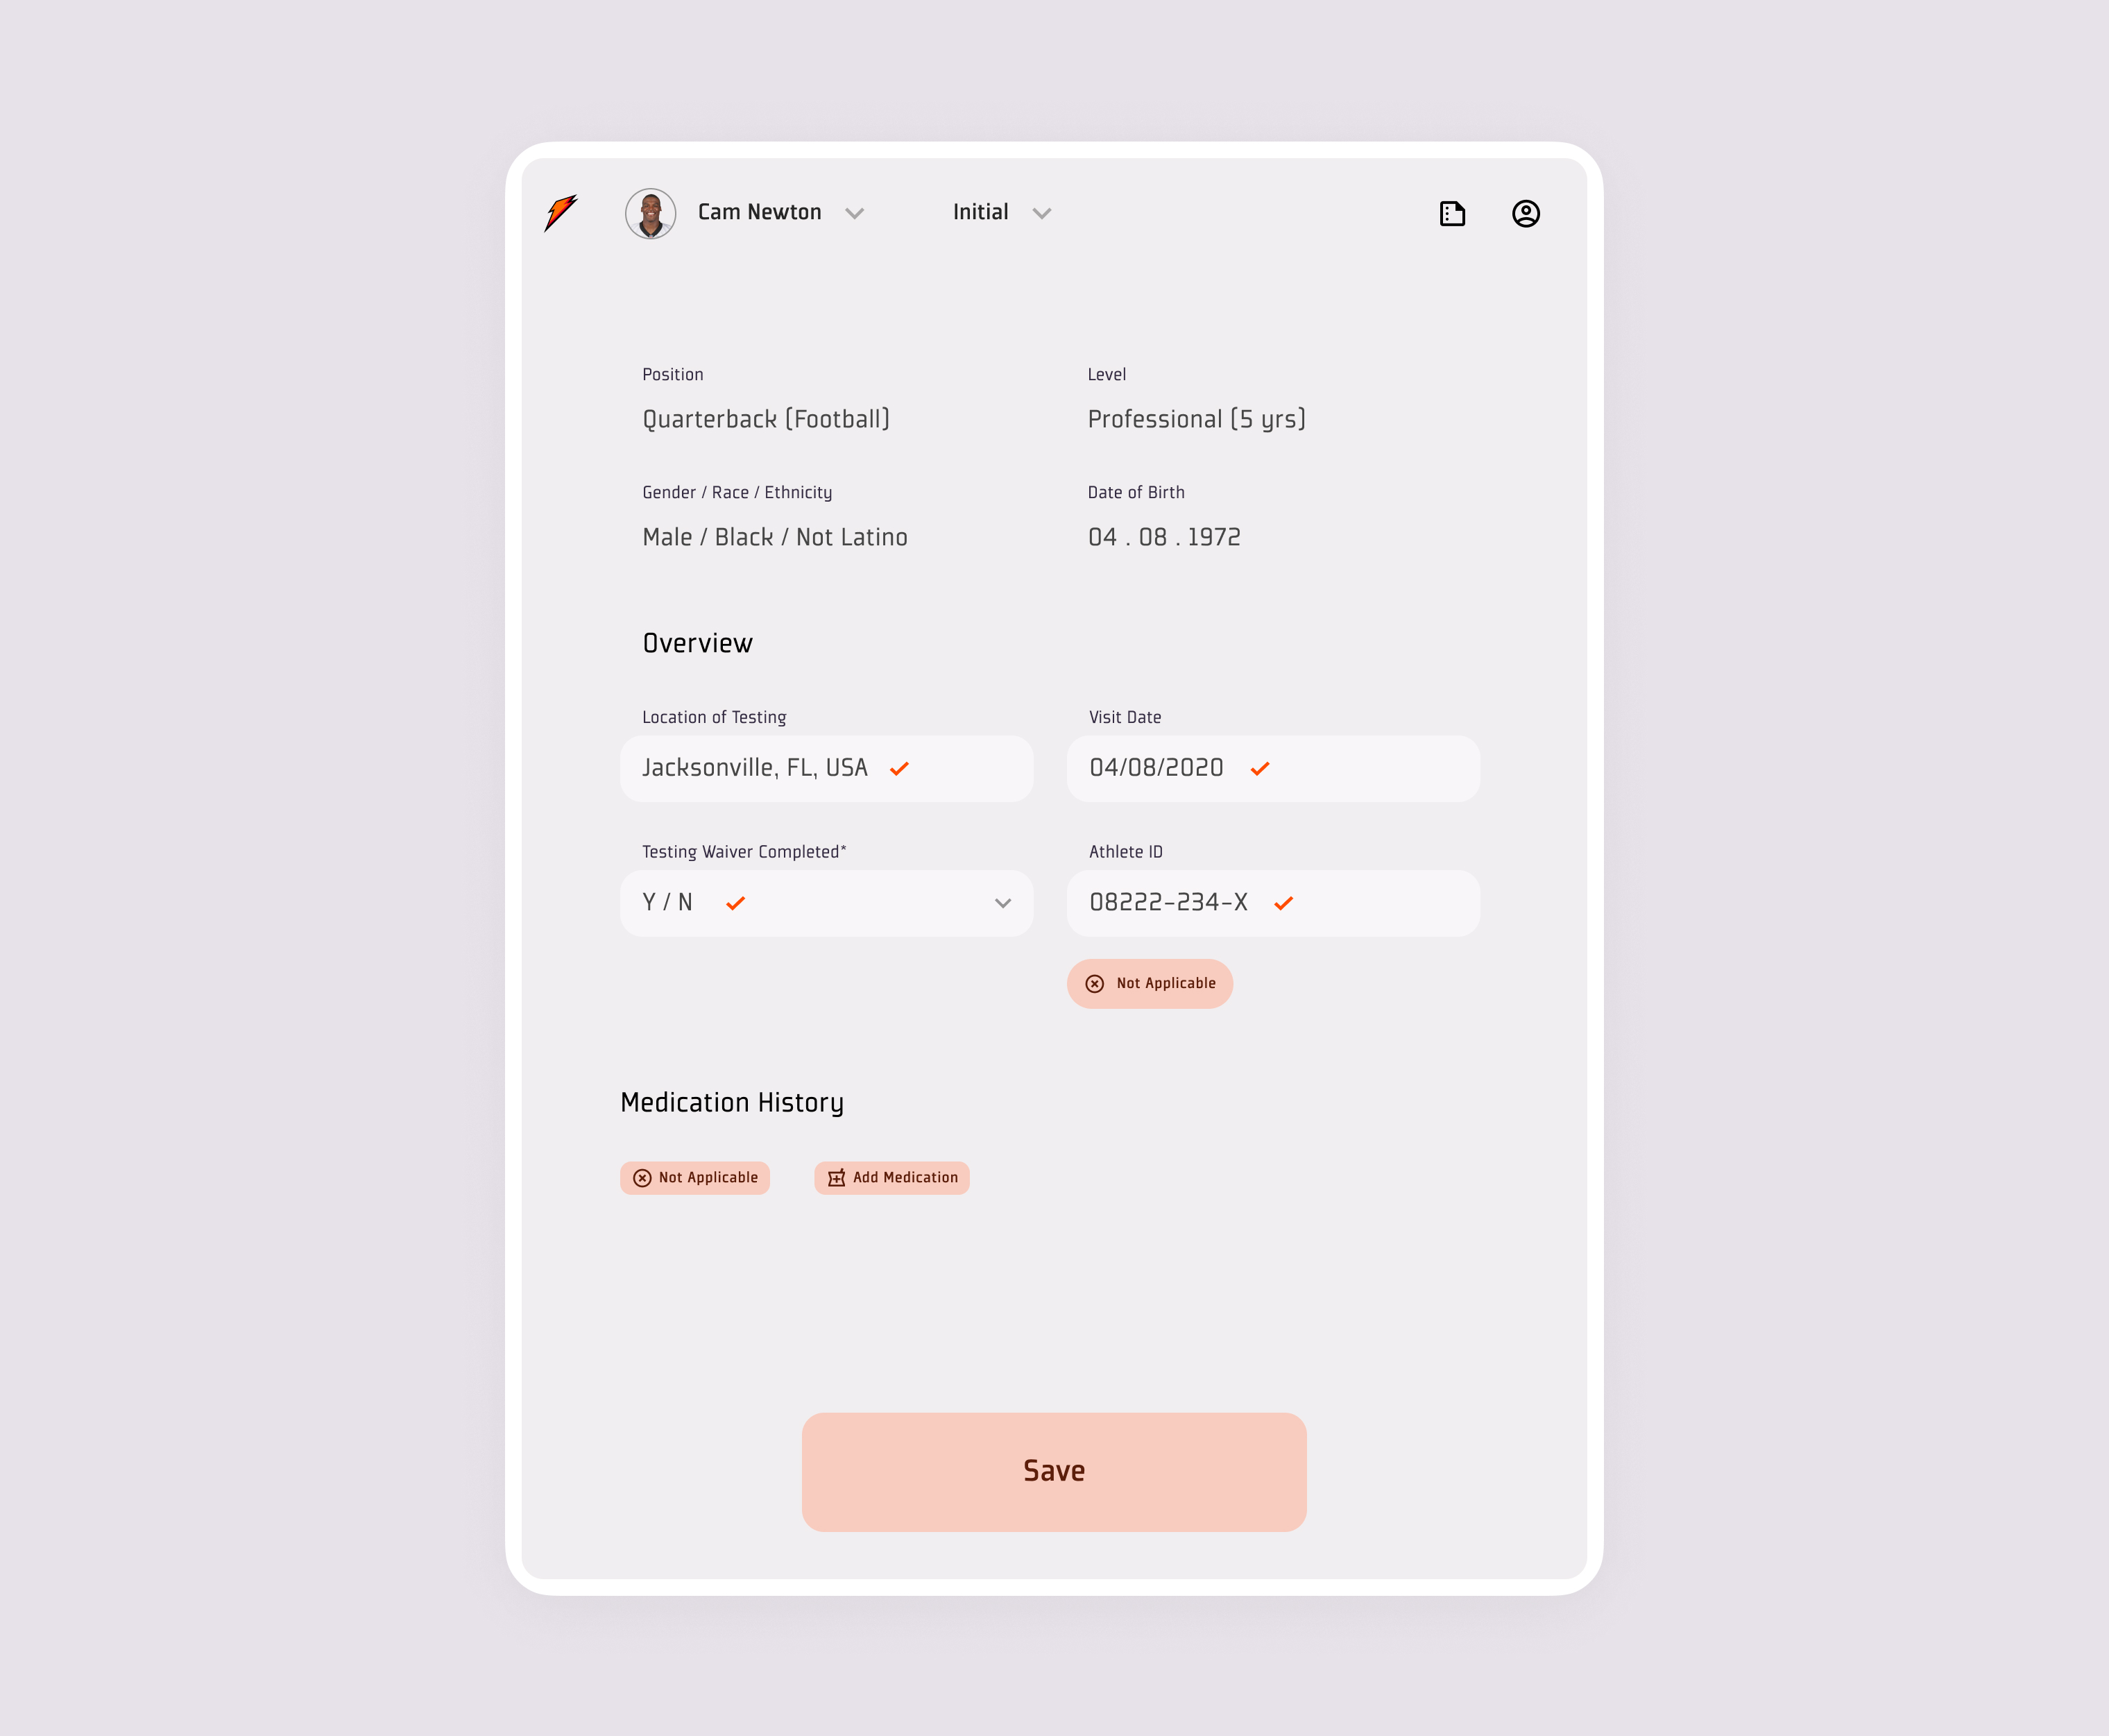 Cam Newton
Initial
Position
Level
Quarterback (Football)
Professional (5 yrs)
Gender / Race / Ethnicity
Date of Birth
Male / Black / Not Latino
04 . 08 . 1972
Overview
Location of Testing
Visit Date
Jacksonville, FL, USA
04/08/2020
Testing Waiver Completed*
Athlete ID
Y / N
08222-234-X
Not Applicable
Medication History
Not Applicable
Add Medication
Save